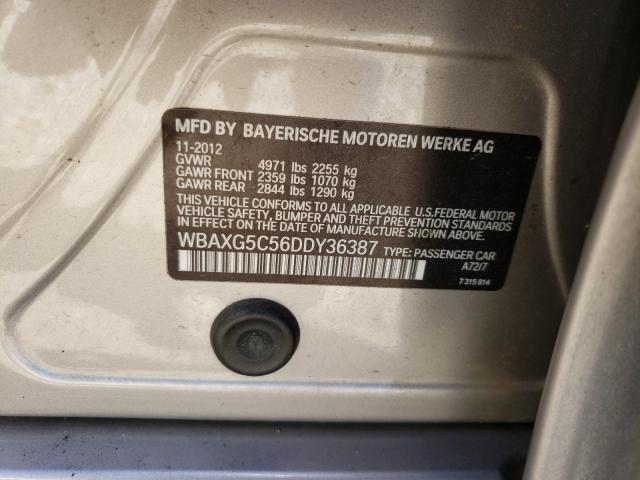 MFD BY BAYERISCHE MOTOREN WERKE AG
11-2012
GVWR 4971 lbs 2255 kg
GAWR FRONT 2359 lbs 1070 kg
GAWR REAR 2844 lbs 1290 kg
THIS VEHICLE CONFORMS TO ALL APPLICABLE U.S.FEDERAL MOTOR
VEHICLE SAFETY, BUMPER AND THEFT PREVENTION STANDARDS
IN EFFECT ON THE DATE OF MANUFACTURE SHOWN ABOVE.
WBAXG5C56DDY36387 TYPE: PASSENGER CAR
A72/7
7 315 814